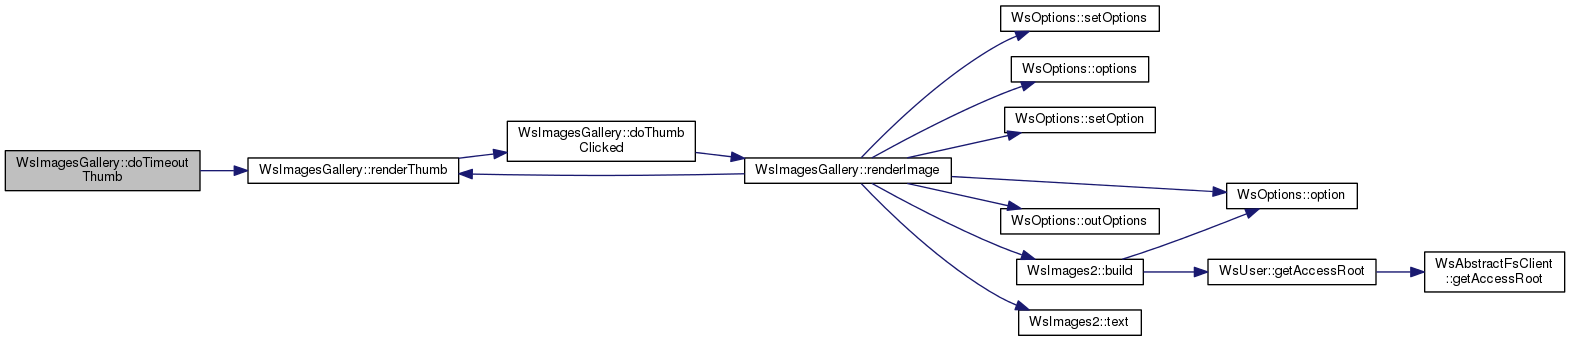 WsImagesGallery::doTimeout
Thumb
WsImagesGallery::renderThumb
WsImagesGallery::doThumb
Clicked
WsImagesGallery::renderImage
WsOptions::setOptions
WsOptions::options
WsOptions::setOption
WsOptions::option
WsOptions::outOptions
WsImages2::build
WsUser::getAccessRoot
WsAbstractFsClient
::getAccessRoot
WsImages2::text